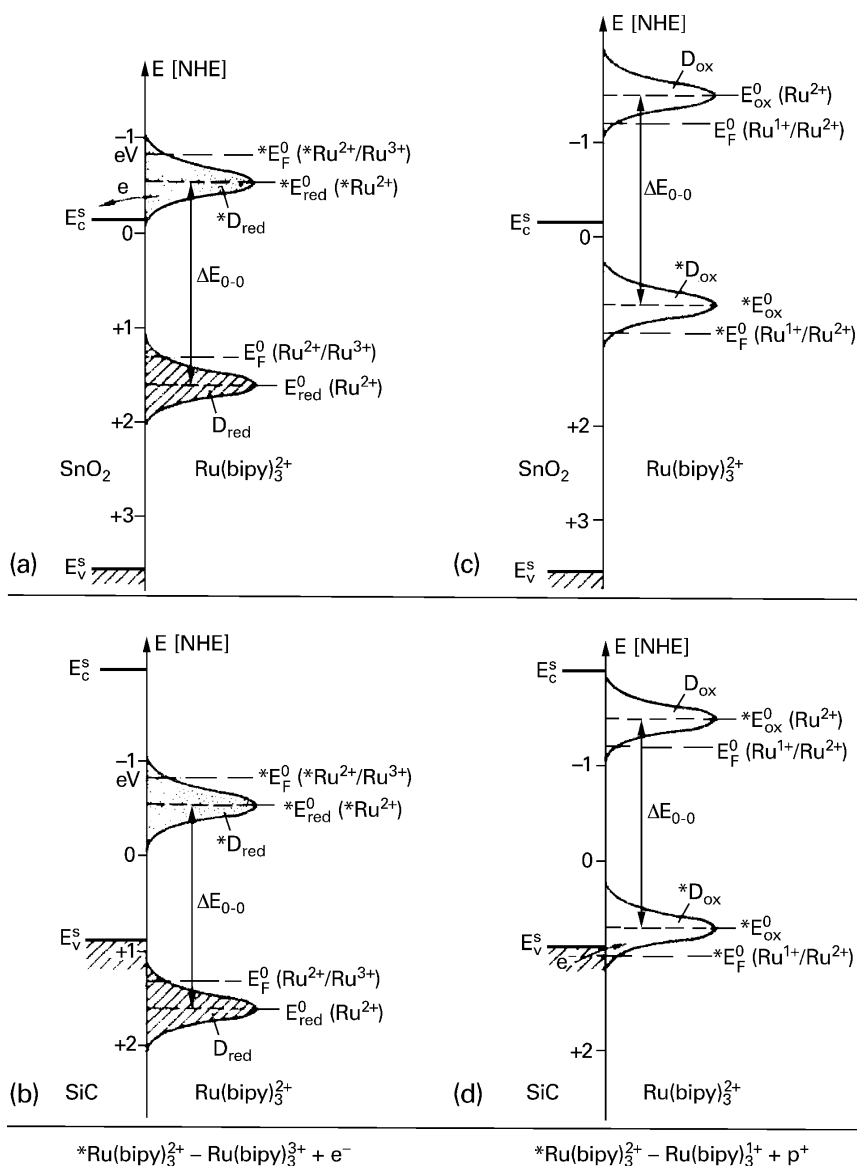 E [NHE]
–1
eV
*E⁰F (*Ru²⁺/Ru³⁺)
*E⁰red (*Ru²⁺)
e
*Dred
Eˢc
0
ΔE0-0
+1
E⁰F (Ru²⁺/Ru³⁺)
E⁰red (Ru²⁺)
Dred
+2
SnO₂ Ru(bipy)₃²⁺
+3
(a)
Eˢv
E [NHE]
Dox
E⁰ox (Ru²⁺)
E⁰F (Ru¹⁺/Ru²⁺)
–1
ΔE0-0
Eˢc
0
*Dox
*E⁰ox
*E⁰F (Ru¹⁺/Ru²⁺)
+2
SnO₂ Ru(bipy)₃²⁺
+3
(c)
Eˢv
E [NHE]
Eˢc
–1
eV
*E⁰F (*Ru²⁺/Ru³⁺)
*E⁰red (*Ru²⁺)
*Dred
0
ΔE0-0
Eˢv
+1
E⁰F (Ru²⁺/Ru³⁺)
E⁰red (Ru²⁺)
Dred
+2
(b) SiC Ru(bipy)₃²⁺
*Ru(bipy)₃²⁺ – Ru(bipy)₃³⁺ + e⁻
E [NHE]
Eˢc
Dox
*E⁰ox (Ru²⁺)
E⁰F (Ru¹⁺/Ru²⁺)
–1
ΔE0-0
0
*Dox
*E⁰ox
Eˢv
e⁻
*E⁰F (Ru¹⁺/Ru²⁺)
+2
(d) SiC Ru(bipy)₃²⁺
*Ru(bipy)₃²⁺ – Ru(bipy)₃¹⁺ + p⁺